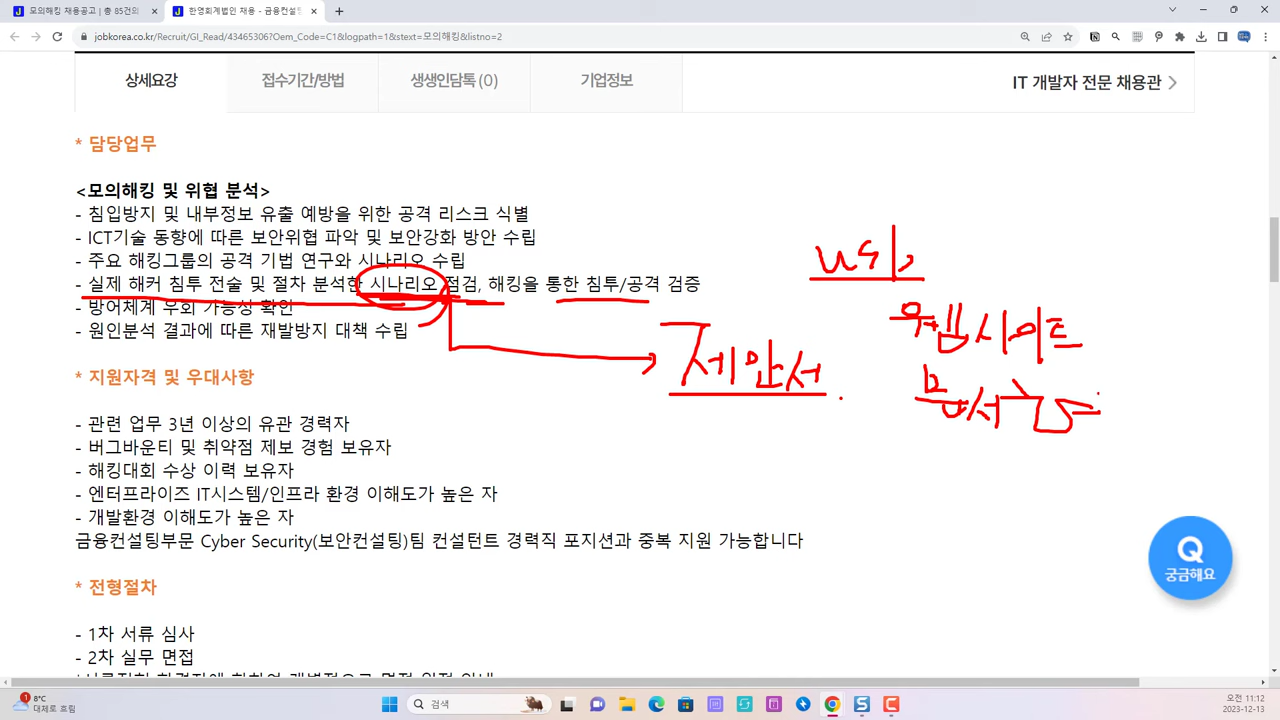 모의해킹 채용공고 | 총 85건의
한영회계법인 채용 - 금융컨설팅
jobkorea.co.kr/Recruit/GI_Read/43465306?Oem_Code=C1&logpath=1&stext=모의해킹&listno=2
상세요강 접수기간/방법 생생인담톡 (0) 기업정보 IT 개발자 전문 채용관
* 담당업무
<모의해킹 및 위협 분석>
- 침입방지 및 내부정보 유출 예방을 위한 공격 리스크 식별
- ICT기술 동향에 따른 보안위협 파악 및 보안강화 방안 수립
- 주요 해킹그룹의 공격 기법 연구와 시나리오 수립
- 실제 해커 침투 전술 및 절차 분석한 시나리오 점검, 해킹을 통한 침투/공격 검증
- 방어체계 우회 가능성 확인
- 원인분석 결과에 따른 재발방지 대책 수립
웹사이트
제안서
* 지원자격 및 우대사항
- 관련 업무 3년 이상의 유관 경력자
- 버그바운티 및 취약점 제보 경험 보유자
- 해킹대회 수상 이력 보유자
- 엔터프라이즈 IT시스템/인프라 환경 이해도가 높은 자
- 개발환경 이해도가 높은 자
금융컨설팅부문 Cyber Security(보안컨설팅)팀 컨설턴트 경력직 포지션과 중복 지원 가능합니다
Q
궁금해요
* 전형절차
- 1차 서류 심사
- 2차 실무 면접
1
8°C
대체로 흐림
검색
오전 11:12
2023-12-13